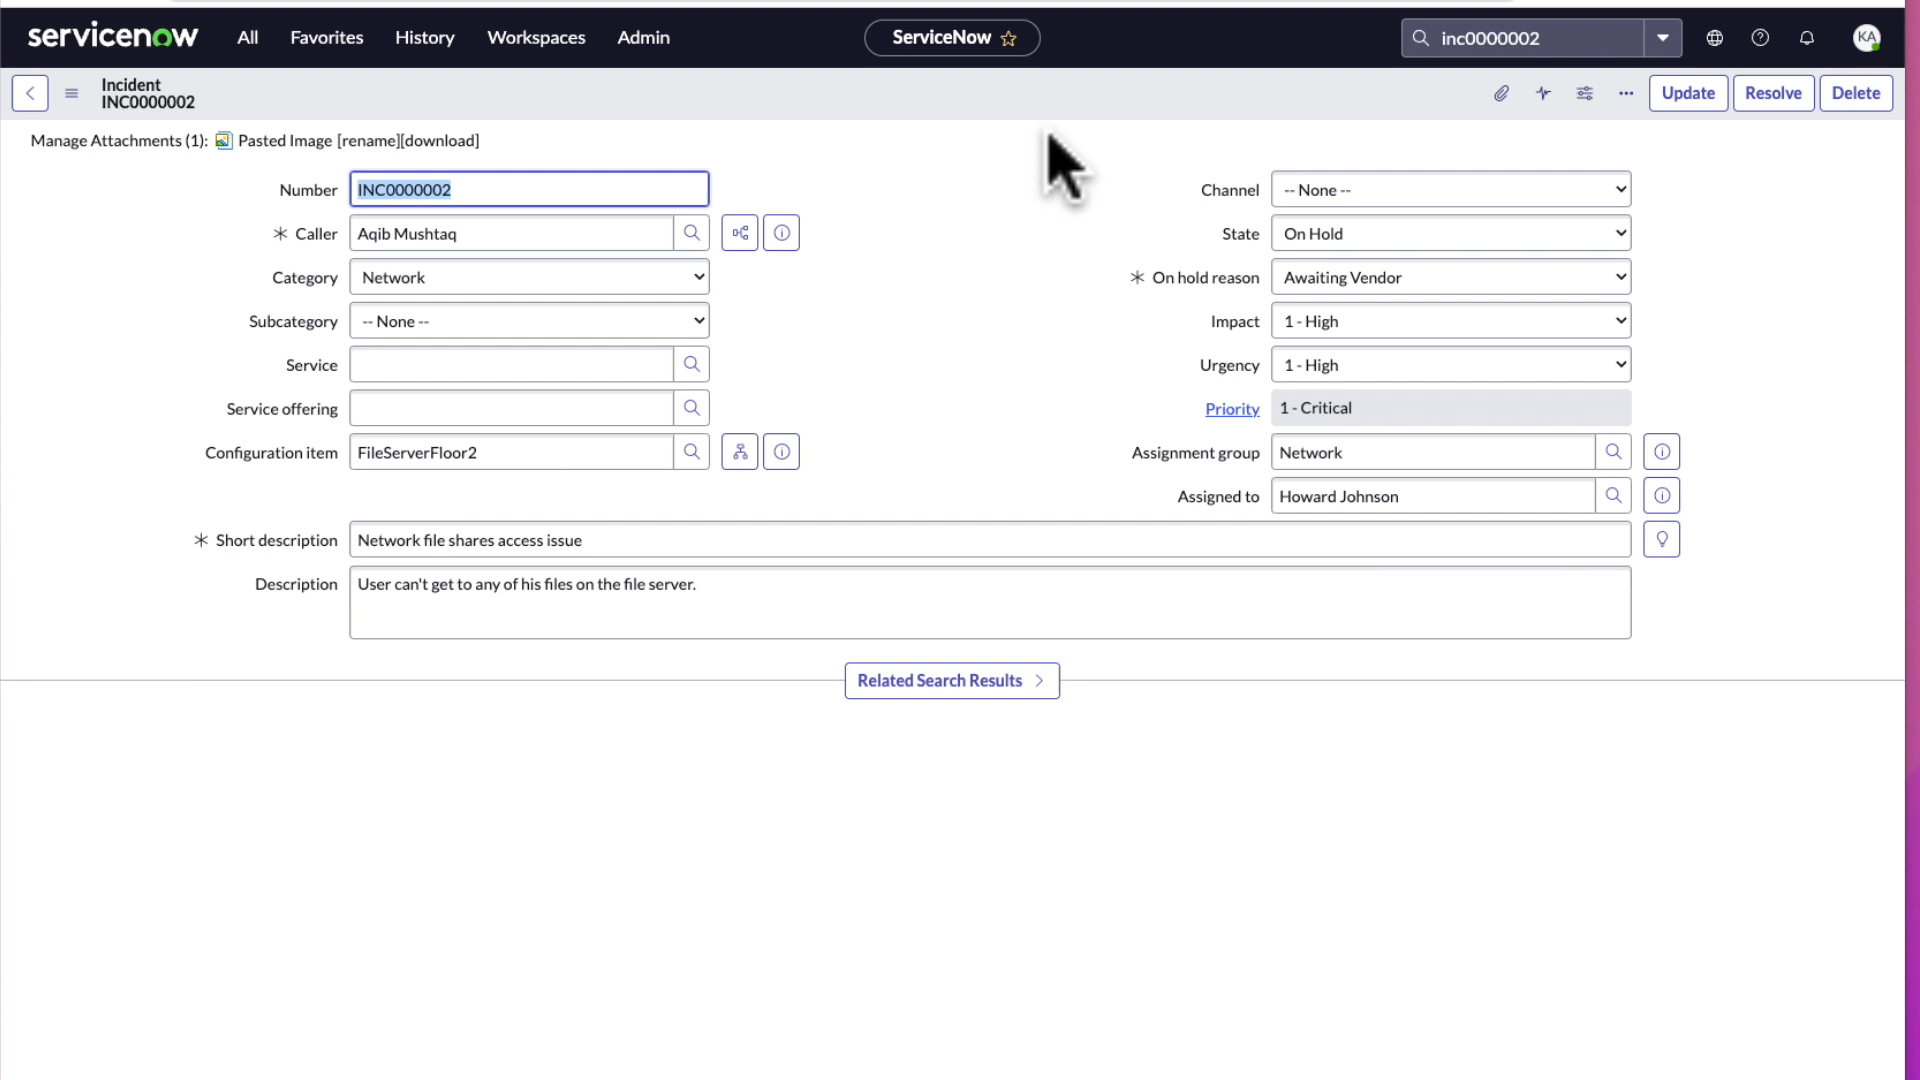 servicenow All Favorites History Workspaces Admin ServiceNow inc0000002 KA
Incident
INC0000002
Update Resolve Delete
Manage Attachments (1): Pasted Image [rename][download]
Number INC0000002 Channel -- None --
Caller Aqib Mushtaq State On Hold
Category Network On hold reason Awaiting Vendor
Subcategory -- None -- Impact 1 - High
Service Urgency 1 - High
Service offering Priority 1 - Critical
Configuration item FileServerFloor2 Assignment group Network
Assigned to Howard Johnson
Short description Network file shares access issue
Description User can't get to any of his files on the file server.
Related Search Results